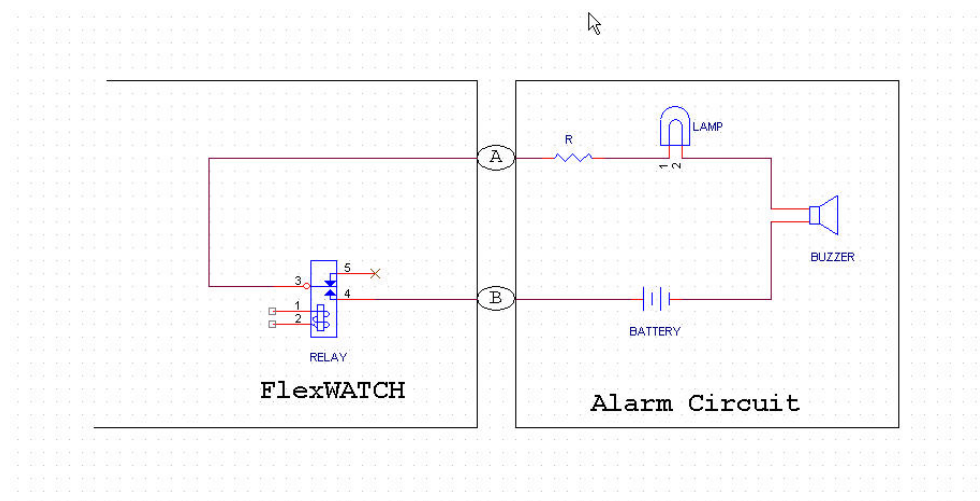 R
LAMP
A
1
2
BUZZER
5
3
4
B
1
2
BATTERY
RELAY
FlexWATCH
Alarm Circuit